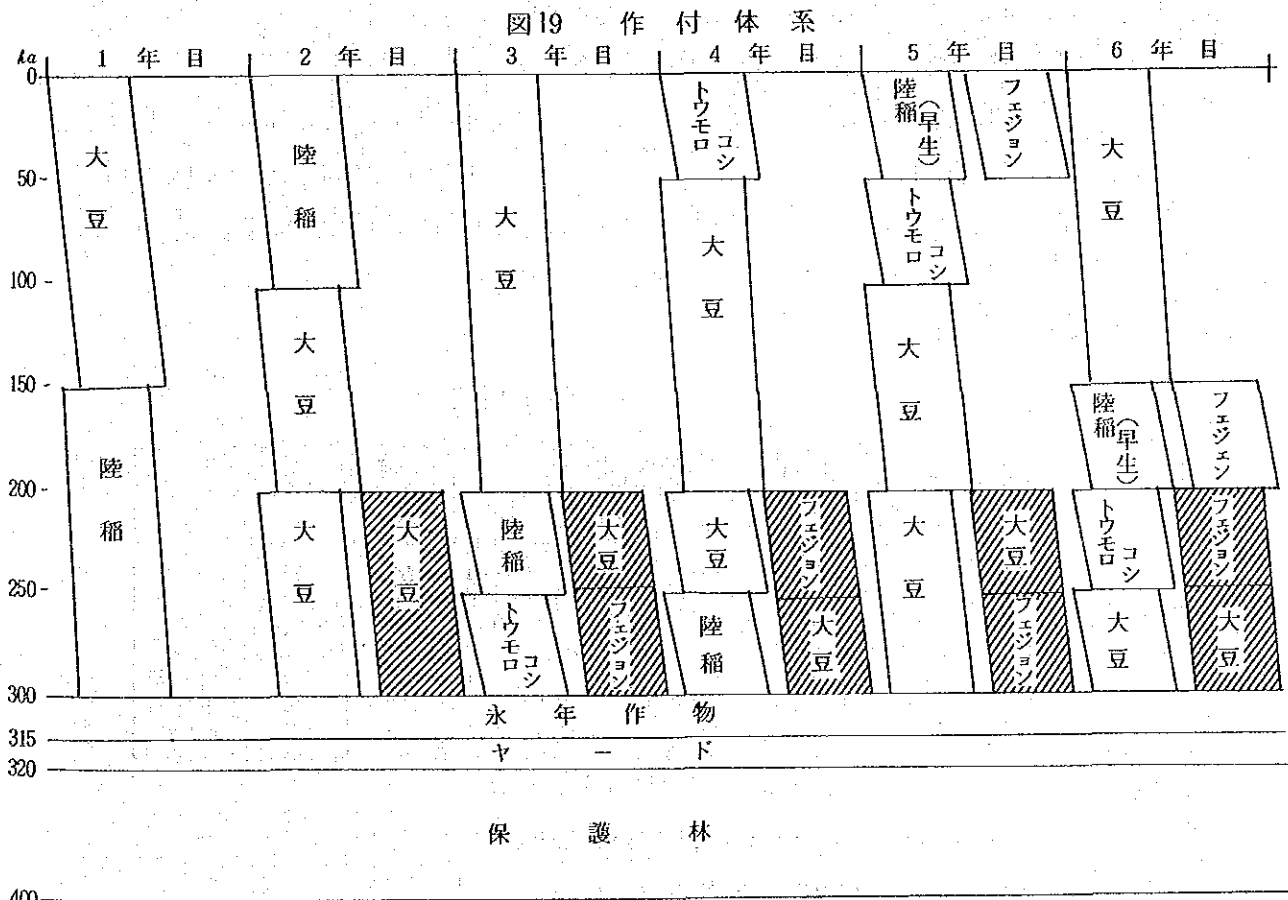 図19 作付体系
ha 1年目 2年目 3年目 4年目 5年目 6年目
0
50
100
150
200
250
300
315
320
400
大豆
陸稲
陸稲
大豆
大豆
大豆
大豆
陸稲
トウモロコシ
大豆
フェジョン
トウモロコシ
大豆
大豆
陸稲
フェジョン
大豆
陸稲(早生)
フェジョン
トウモロコシ
大豆
大豆
大豆
フェジョン
大豆
陸稲(早生)
フェジェン
トウモロコシ
大豆
フェジョン
大豆
永年作物
ヤード
保護林